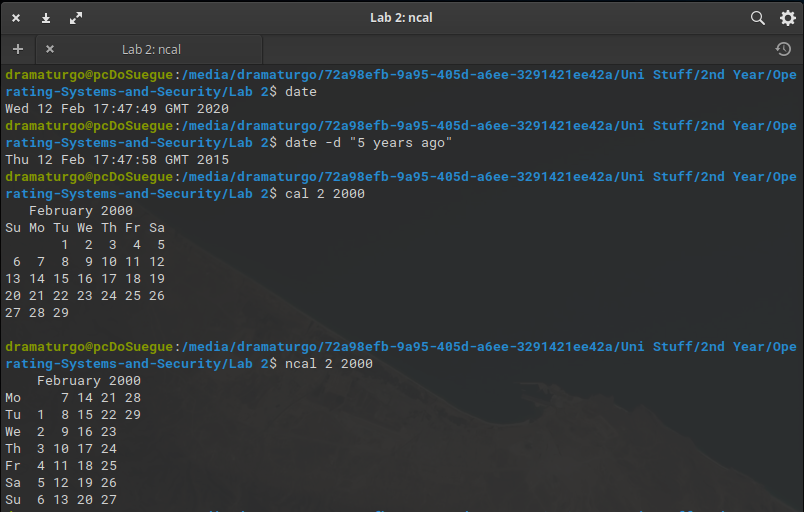 Lab 2: ncal
Lab 2: ncal
dramaturgo@pcDoSuegue:/media/dramaturgo/72a98efb-9a95-405d-a6ee-3291421ee42a/Uni Stuff/2nd Year/Ope
rating-Systems-and-Security/Lab 2$ date
Wed 12 Feb 17:47:49 GMT 2020
dramaturgo@pcDoSuegue:/media/dramaturgo/72a98efb-9a95-405d-a6ee-3291421ee42a/Uni Stuff/2nd Year/Ope
rating-Systems-and-Security/Lab 2$ date -d "5 years ago"
Thu 12 Feb 17:47:58 GMT 2015
dramaturgo@pcDoSuegue:/media/dramaturgo/72a98efb-9a95-405d-a6ee-3291421ee42a/Uni Stuff/2nd Year/Ope
rating-Systems-and-Security/Lab 2$ cal 2 2000
   February 2000
Su Mo Tu We Th Fr Sa
       1  2  3  4  5
 6  7  8  9 10 11 12
13 14 15 16 17 18 19
20 21 22 23 24 25 26
27 28 29
dramaturgo@pcDoSuegue:/media/dramaturgo/72a98efb-9a95-405d-a6ee-3291421ee42a/Uni Stuff/2nd Year/Ope
rating-Systems-and-Security/Lab 2$ ncal 2 2000
    February 2000
Mo     7 14 21 28
Tu  1  8 15 22 29
We  2  9 16 23
Th  3 10 17 24
Fr  4 11 18 25
Sa  5 12 19 26
Su  6 13 20 27